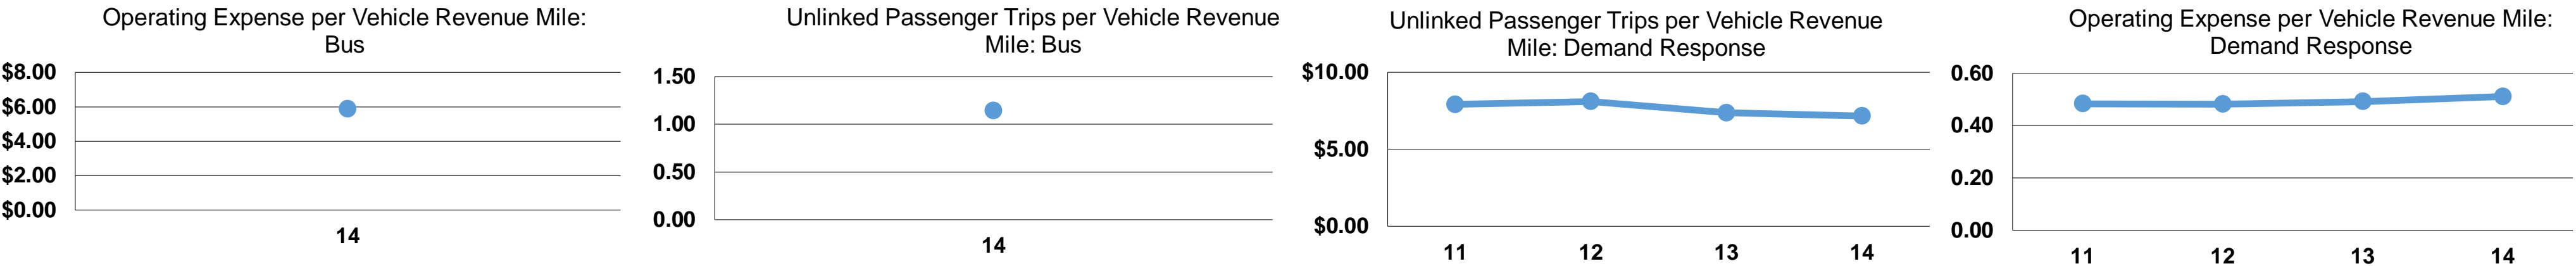 Operating Expense per Vehicle Revenue Mile:
Bus
$8.00
$6.00
$4.00
$2.00
$0.00
14
Unlinked Passenger Trips per Vehicle Revenue
Mile: Bus
1.50
1.00
0.50
0.00
14
Unlinked Passenger Trips per Vehicle Revenue
Mile: Demand Response
$10.00
$5.00
$0.00
11 12 13 14
Operating Expense per Vehicle Revenue Mile:
Demand Response
0.60
0.40
0.20
0.00
11 12 13 14